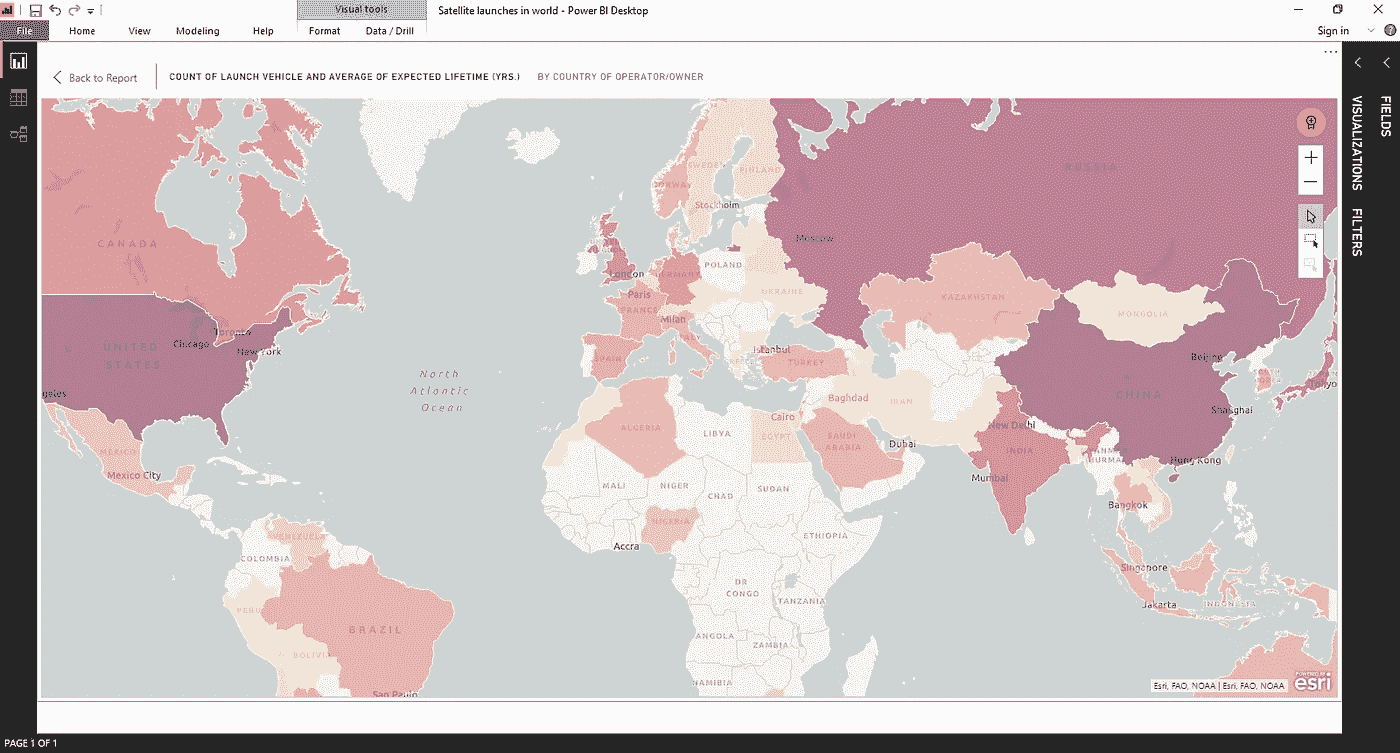 Visual tools
Satellite launches in world - Power BI Desktop
File
Home
View
Modeling
Help
Format
Data / Drill
Sign in
Back to Report
COUNT OF LAUNCH VEHICLE AND AVERAGE OF EXPECTED LIFETIME (YRS.)
BY COUNTRY OF OPERATOR/OWNER
FIELDS
VISUALIZATIONS
FILTERS
RUSSIA
SWEDE
FINLAND
NORWAY
Stockholm
Moscow
CANADA
London
POLAND
GERMANY
UKRAINE
Paris
FRANCE
KAZAKHSTAN
MONGOLIA
Milan
Toronto
Chicago
New York
UNITED
STATES
ITALY
Istanbul
SPAIN
GREECE
TURKEY
Beijing
North
Atlantic
Ocean
geles
CHINA
Tokyo
Shanghai
Baghdad
IRAN
Cairo
New Delhi
ALGERIA
LIBYA
EGYPT
SAUDI
ARABIA
Dubai
INDIA
Hong Kong
MEXICO
Mexico City
Mumbai
MALI
NIGER
CHAD
SUDAN
Bangkok
NIGERIA
Accra
ETHIOPIA
VENEZUELA
COLOMBIA
Singapore
DR
CONGO
TANZANIA
Jakarta
INDONESIA
PERU
BRAZIL
ANGOLA
ZAMBIA
BOLIVIA
NAMIBIA
Sao Paulo
Esri, FAO, NOAA | Esri, FAO, NOAA
POWERED BY
esri
PAGE 1 OF 1